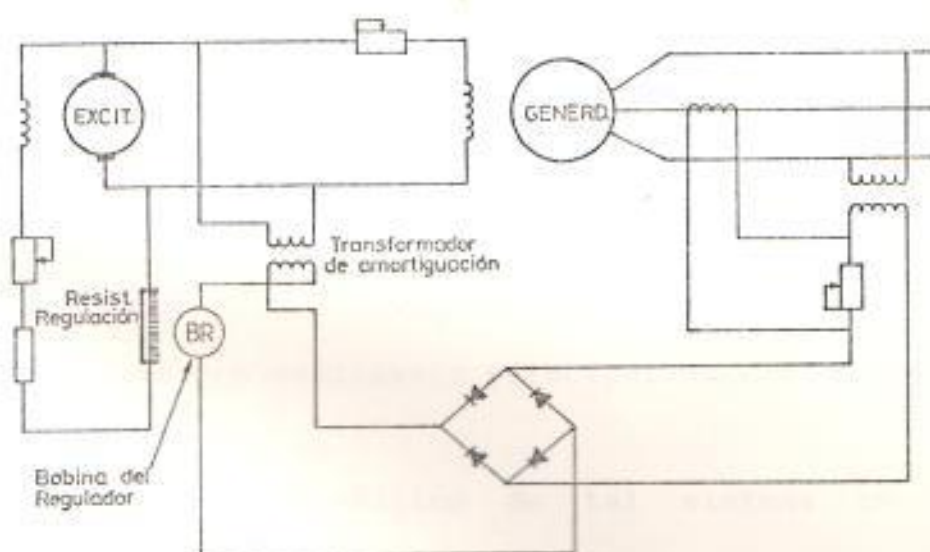 EXCIT.
GENERD.
Transformador
de amortiguación
Resist.
Regulación
BR
Bobina del
Regulador